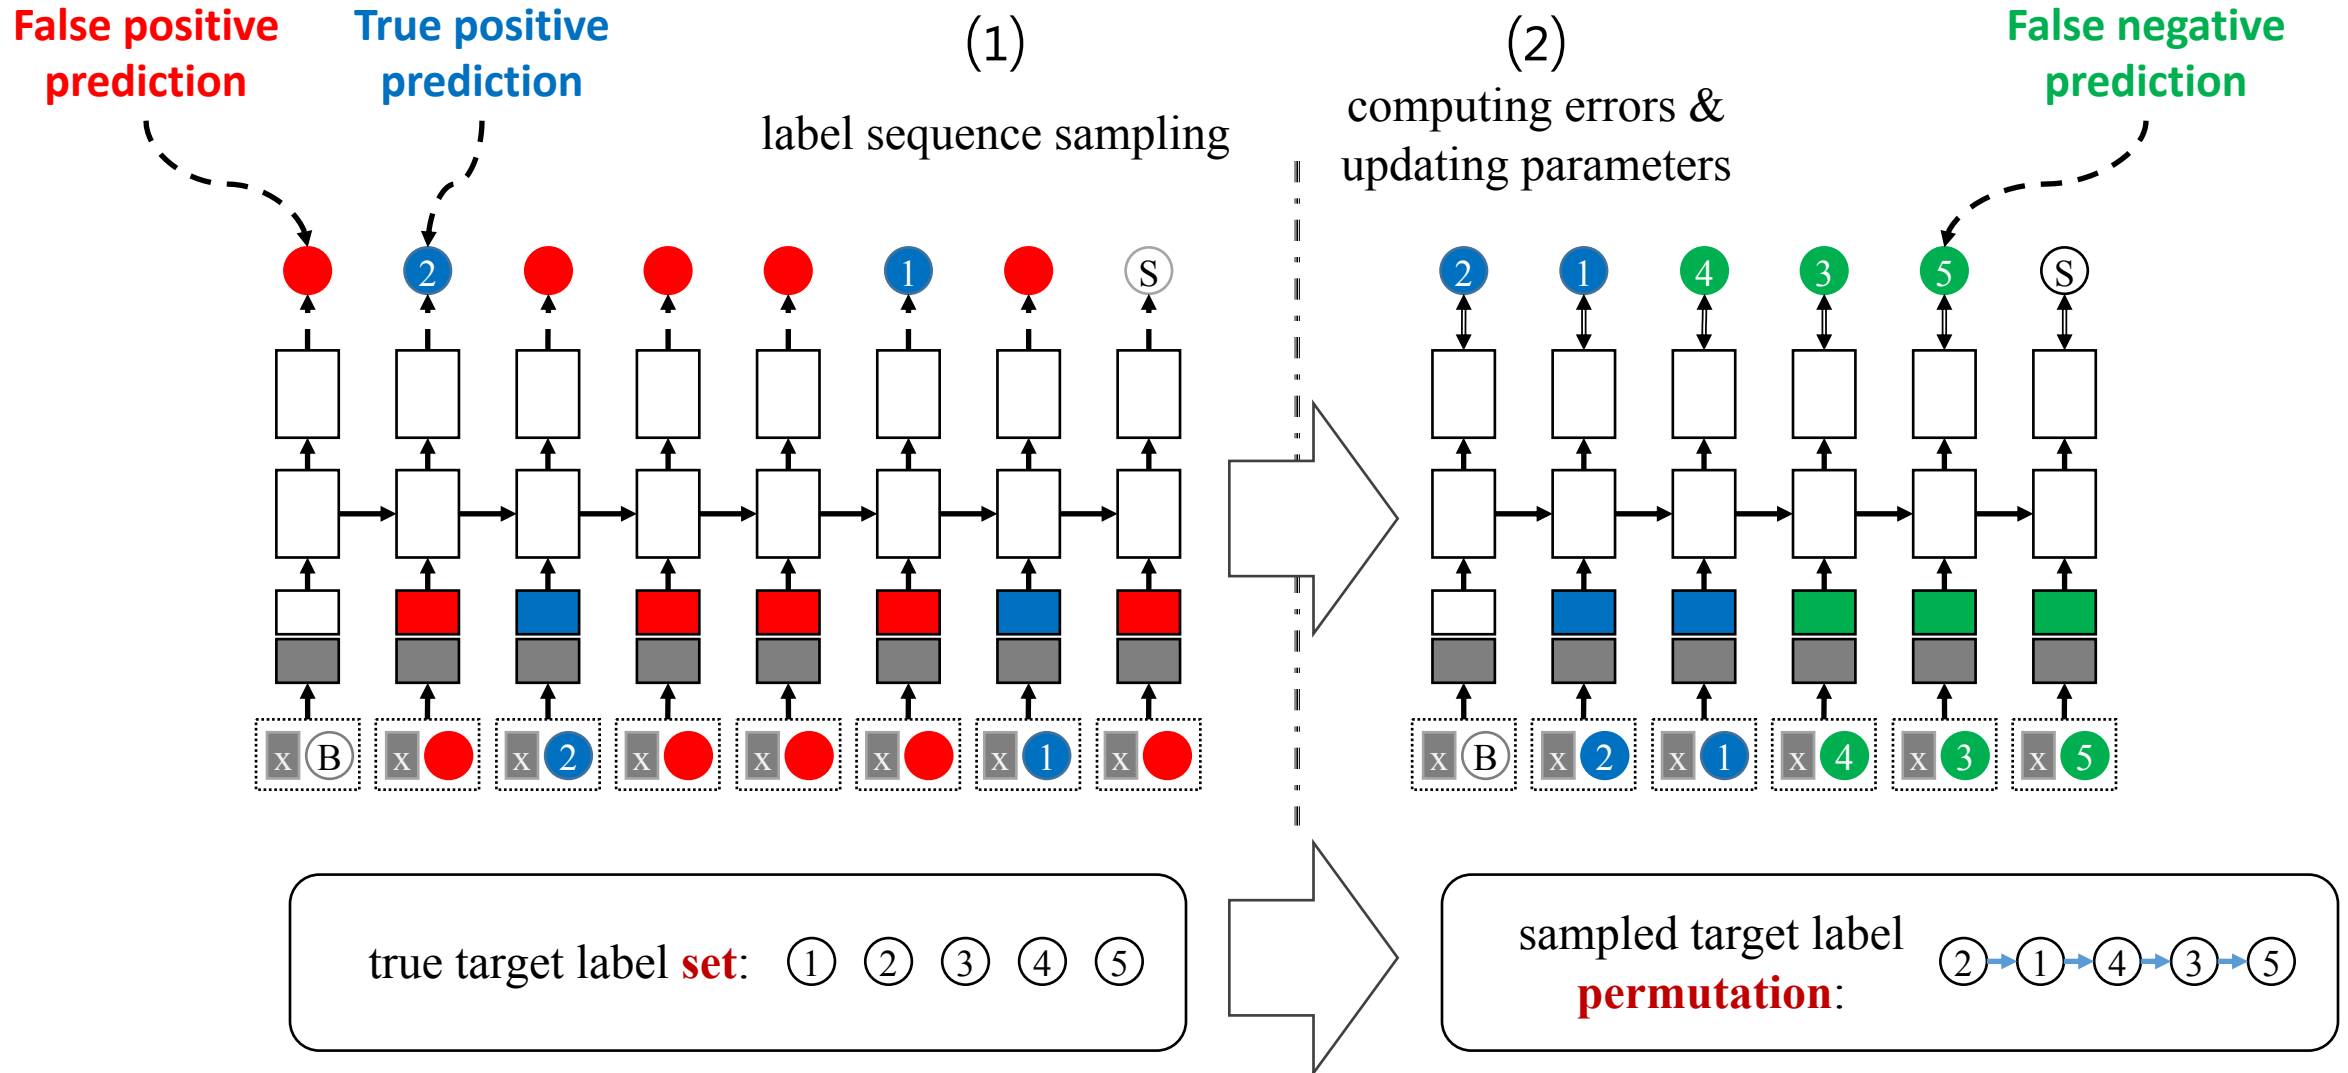 False positive
prediction
True positive
prediction
(1)
label sequence sampling
(2)
computing errors &
updating parameters
False negative
prediction
2 1 S
2 1 4 3 5 S
x B x x 2 x x x x 1 x
x B x 2 x 1 x 4 x 3 x 5
true target label set: 1 2 3 4 5
sampled target label
permutation:
2 1 4 3 5